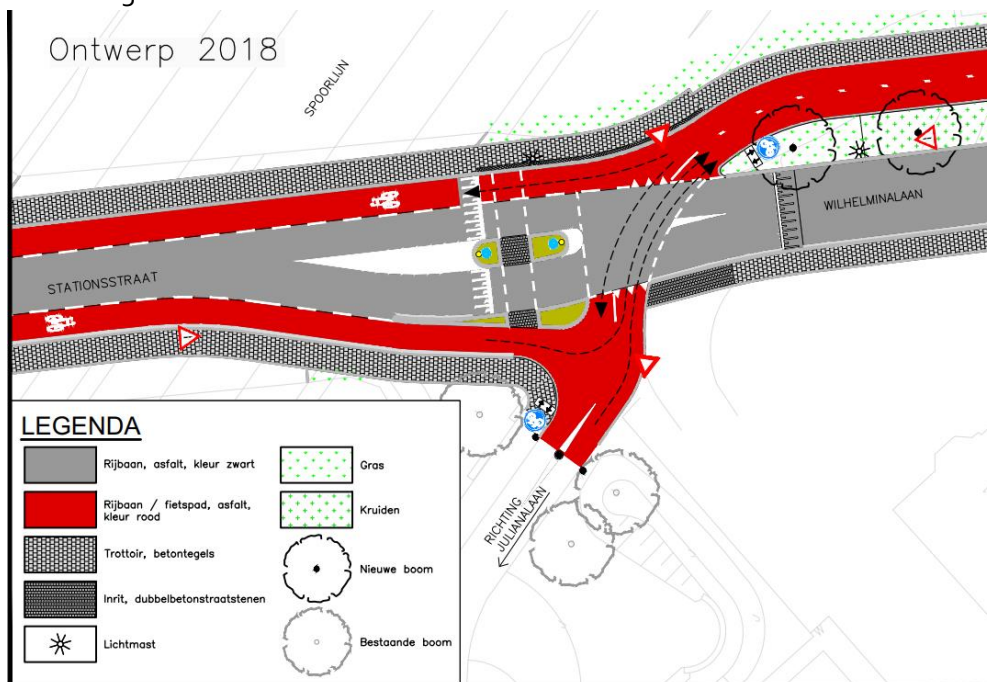 Ontwerp 2018
SPOORLIJN
WILHELMINALAAN
STATIONSSTRAAT
RICHTING
JULIANALAAN
LEGENDA
Rijbaan, asfalt, kleur zwart
Rijbaan / fietspad, asfalt,
kleur rood
Trottoir, betontegels
Inrit, dubbelbetonstraatstenen
Lichtmast
Gras
Kruiden
Nieuwe boom
Bestaande boom